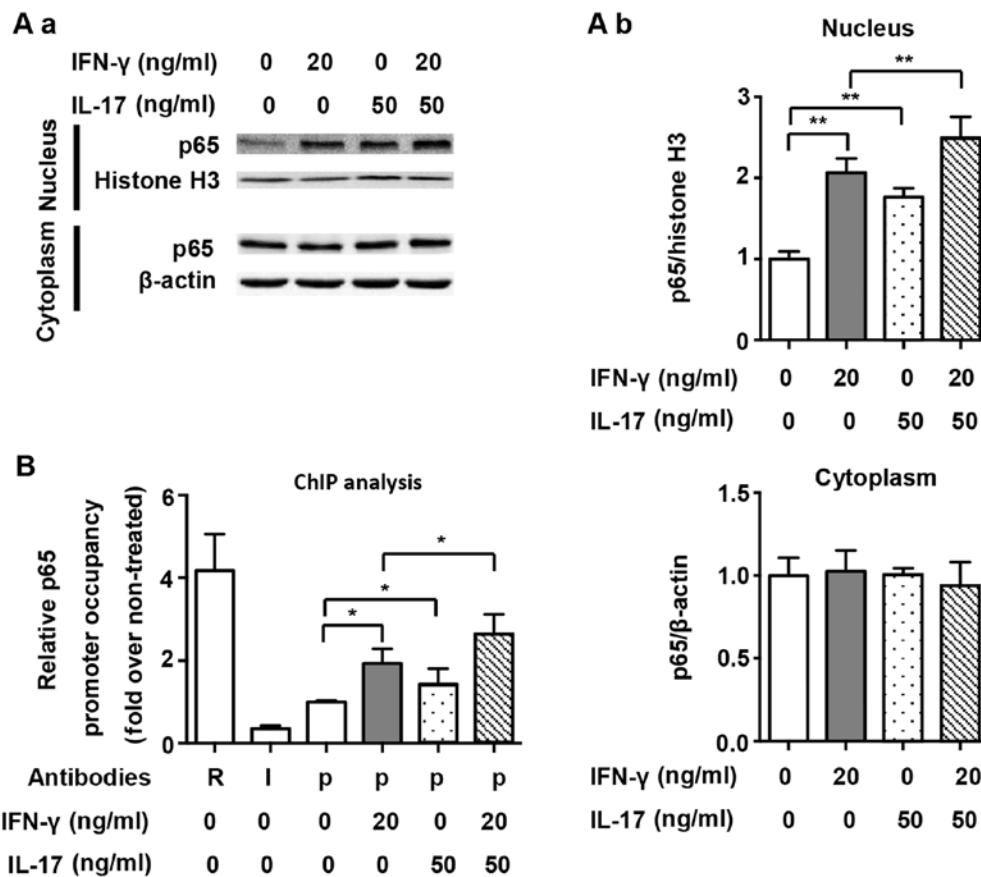 A a
IFN-γ (ng/ml) 0 20 0 20
IL-17 (ng/ml) 0 0 50 50
Nucleus
p65
Histone H3
Cytoplasm
p65
β-actin
A b
Nucleus
**
**
**
p65/histone H3
3
2
1
0
IFN-γ (ng/ml) 0 20 0 20
IL-17 (ng/ml) 0 0 50 50
B
ChIP analysis
Relative p65
promoter occupancy
(fold over non-treated)
6
4
2
0
*
*
*
Antibodies R I p p p p
IFN-γ (ng/ml) 0 0 0 20 0 20
IL-17 (ng/ml) 0 0 0 0 50 50
Cytoplasm
p65/β-actin
1.5
1.0
0.5
0.0
IFN-γ (ng/ml) 0 20 0 20
IL-17 (ng/ml) 0 0 50 50